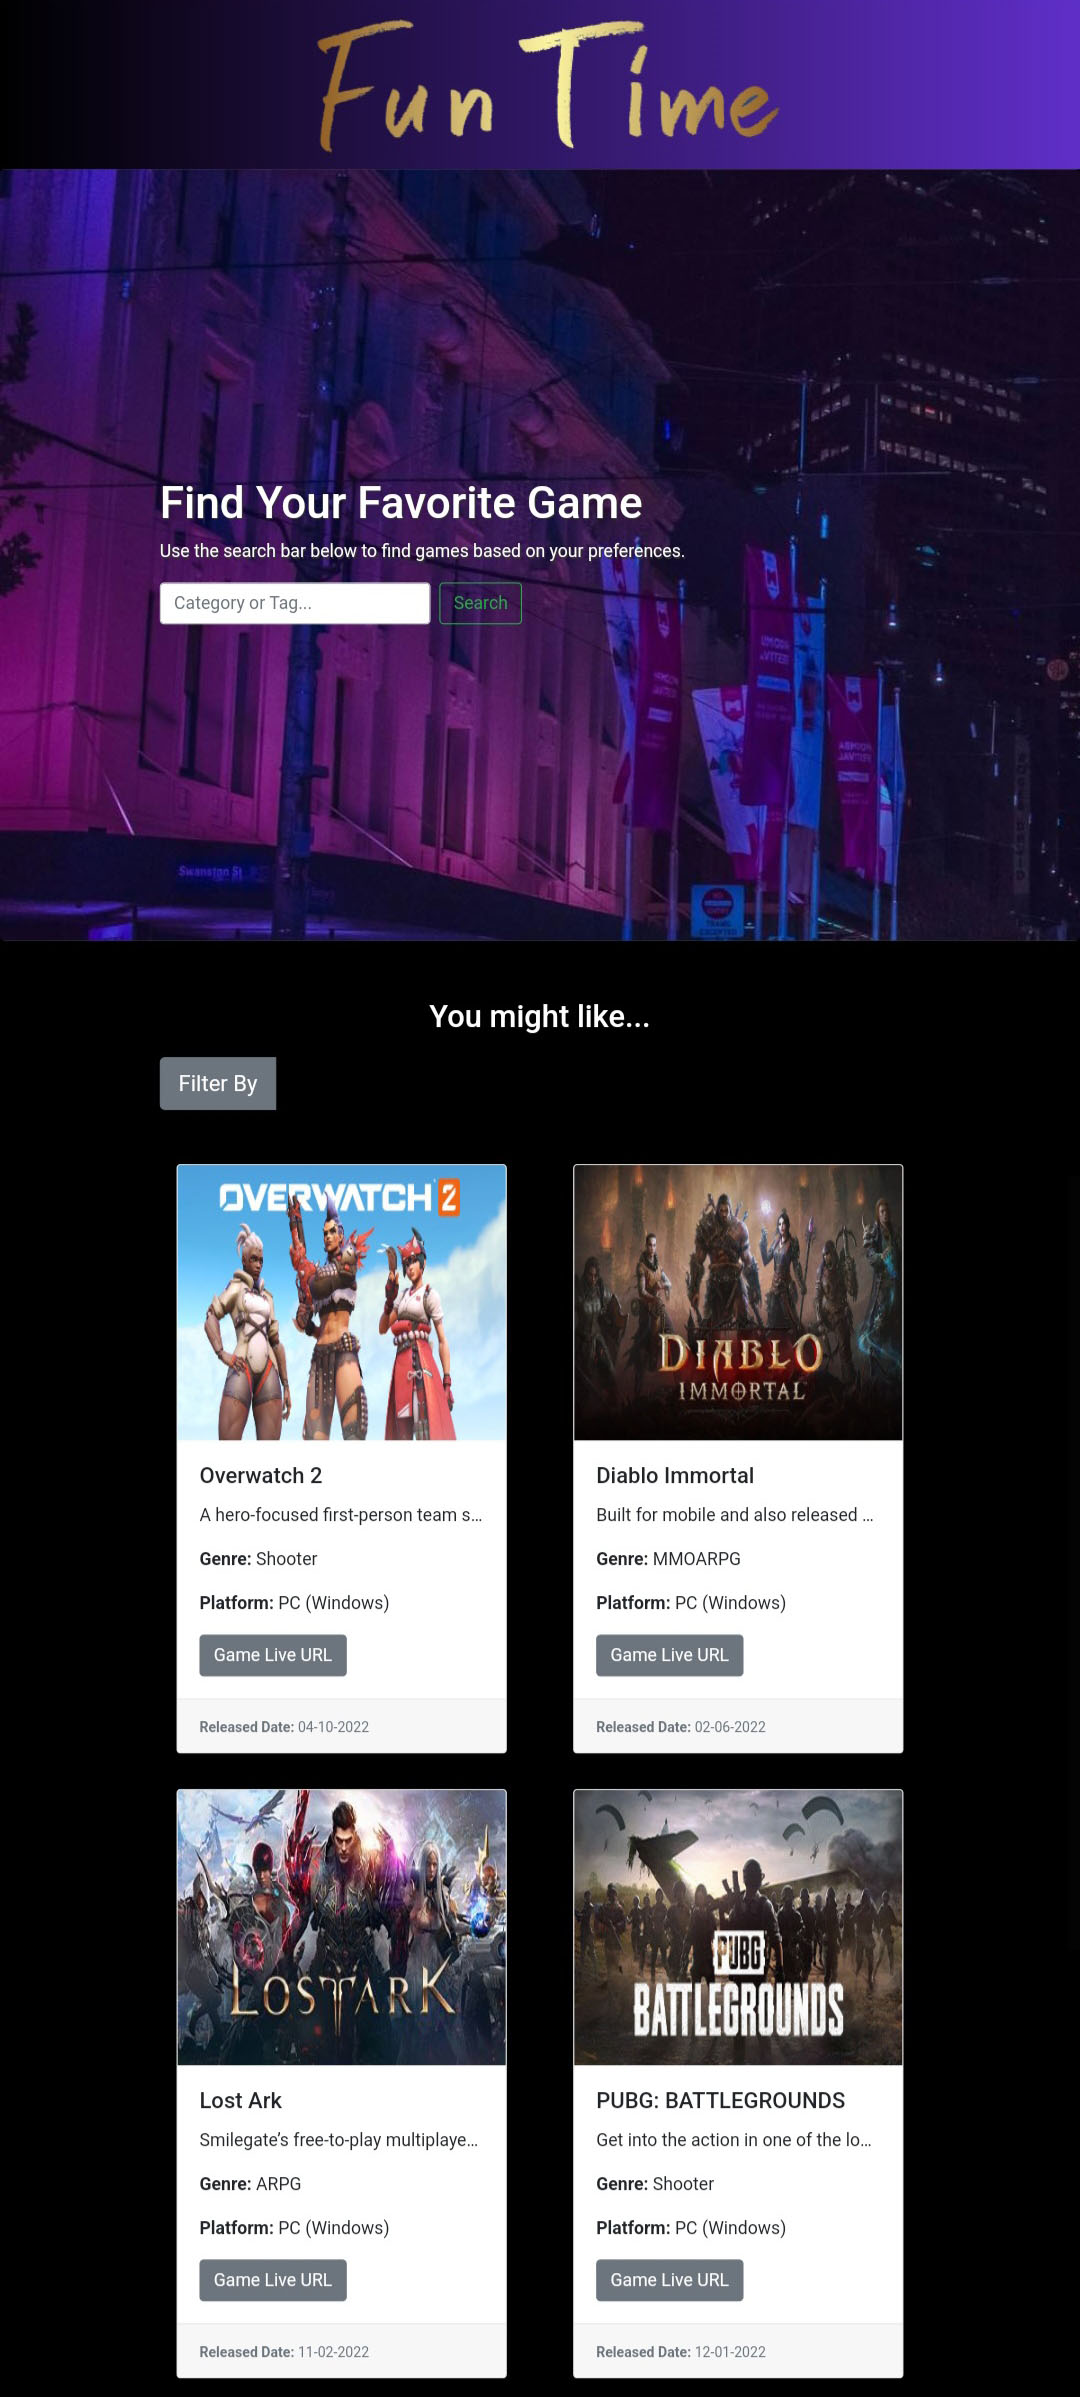 Fun Time
Swanston St
NO
ENTRY
TRAMS
EXCEPTED
Find Your Favorite Game
Use the search bar below to find games based on your preferences.
Category or Tag...
Search
You might like...
Filter By
OVERWATCH 2
Overwatch 2
A hero-focused first-person team s...
Genre: Shooter
Platform: PC (Windows)
Game Live URL
Released Date: 04-10-2022
DIABLO
IMMORTAL
Diablo Immortal
Built for mobile and also released ...
Genre: MMOARPG
Platform: PC (Windows)
Game Live URL
Released Date: 02-06-2022
LOST ARK
Lost Ark
Smilegate’s free-to-play multiplaye...
Genre: ARPG
Platform: PC (Windows)
Game Live URL
Released Date: 11-02-2022
PUBG
BATTLEGROUNDS
PUBG: BATTLEGROUNDS
Get into the action in one of the lo...
Genre: Shooter
Platform: PC (Windows)
Game Live URL
Released Date: 12-01-2022